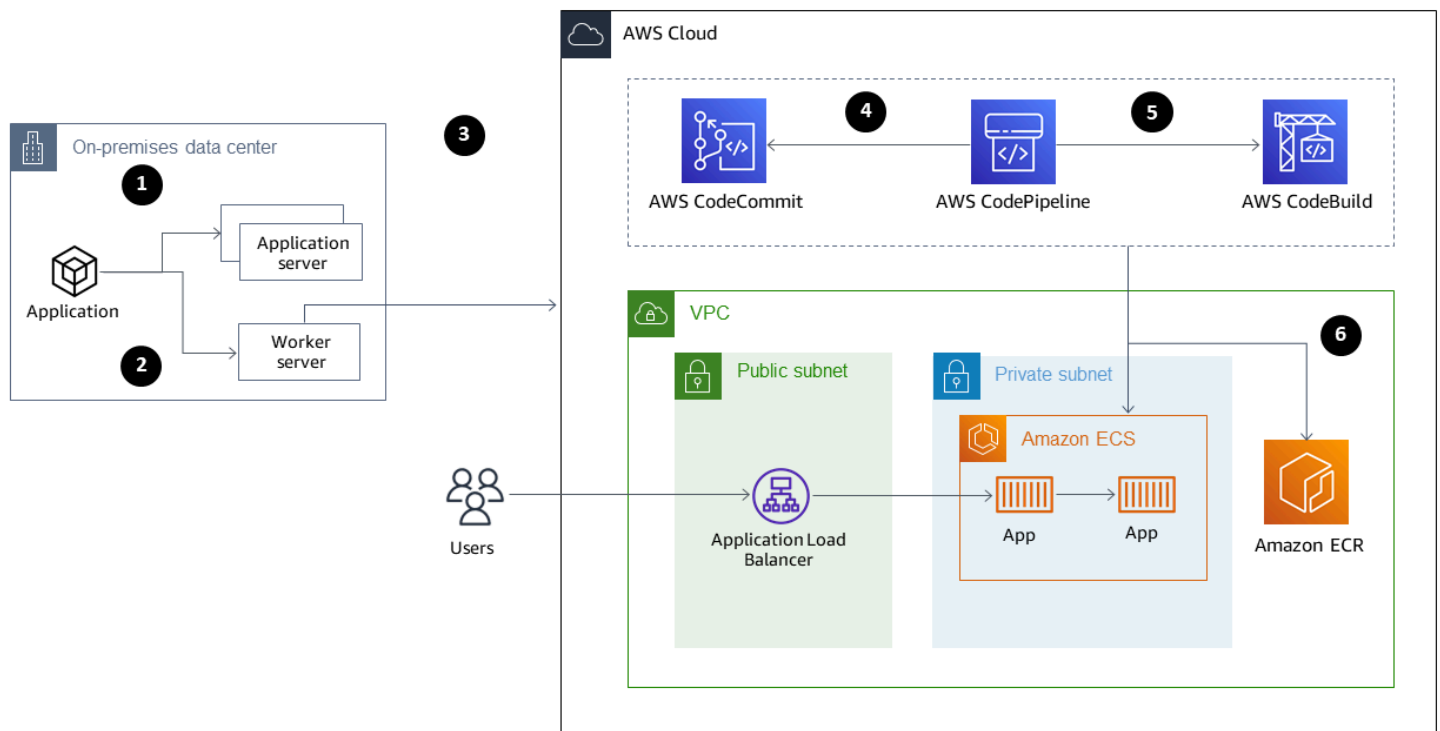 AWS Cloud
4
5
AWS CodeCommit
AWS CodePipeline
AWS CodeBuild
3
On-premises data center
1
Application
server
Application
2
Worker
server
VPC
6
Public subnet
Private subnet
Amazon ECS
Users
Application Load
Balancer
App
App
Amazon ECR